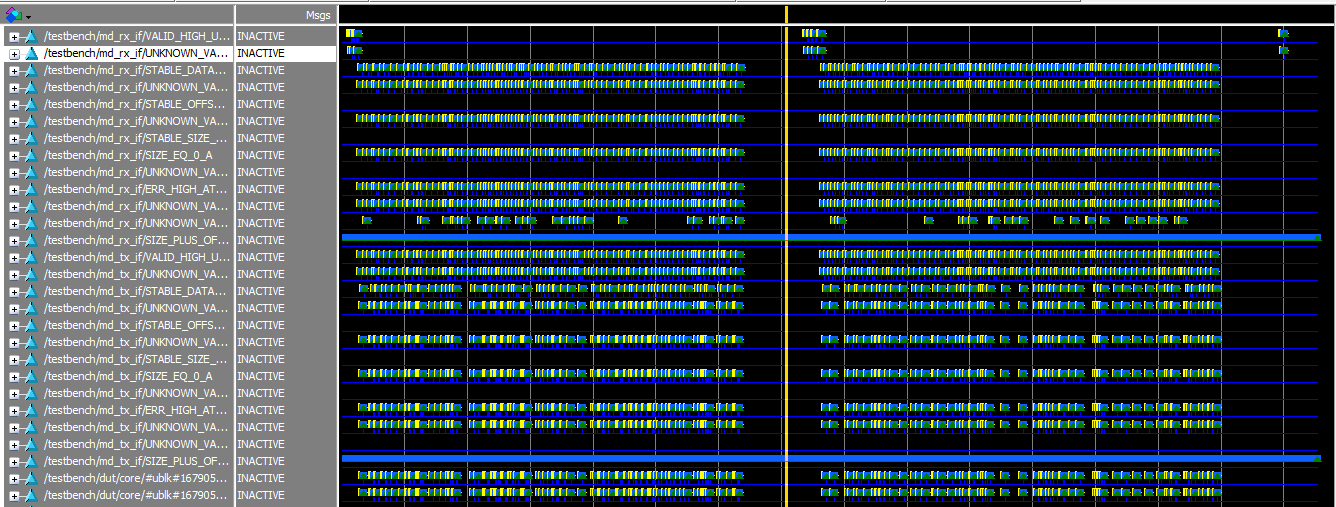 Msgs
/testbench/md_rx_if/VALID_HIGH_U... INACTIVE
/testbench/md_rx_if/UNKNOWN_VA... INACTIVE
/testbench/md_rx_if/STABLE_DATA... INACTIVE
/testbench/md_rx_if/UNKNOWN_VA... INACTIVE
/testbench/md_rx_if/STABLE_OFFS... INACTIVE
/testbench/md_rx_if/UNKNOWN_VA... INACTIVE
/testbench/md_rx_if/STABLE_SIZE_... INACTIVE
/testbench/md_rx_if/SIZE_EQ_0_A INACTIVE
/testbench/md_rx_if/UNKNOWN_VA... INACTIVE
/testbench/md_rx_if/ERR_HIGH_AT... INACTIVE
/testbench/md_rx_if/UNKNOWN_VA... INACTIVE
/testbench/md_rx_if/UNKNOWN_VA... INACTIVE
/testbench/md_rx_if/SIZE_PLUS_OF... INACTIVE
/testbench/md_tx_if/VALID_HIGH_U... INACTIVE
/testbench/md_tx_if/UNKNOWN_VA... INACTIVE
/testbench/md_tx_if/STABLE_DATA... INACTIVE
/testbench/md_tx_if/UNKNOWN_VA... INACTIVE
/testbench/md_tx_if/STABLE_OFFS... INACTIVE
/testbench/md_tx_if/UNKNOWN_VA... INACTIVE
/testbench/md_tx_if/STABLE_SIZE_... INACTIVE
/testbench/md_tx_if/SIZE_EQ_0_A INACTIVE
/testbench/md_tx_if/UNKNOWN_VA... INACTIVE
/testbench/md_tx_if/ERR_HIGH_AT... INACTIVE
/testbench/md_tx_if/UNKNOWN_VA... INACTIVE
/testbench/md_tx_if/UNKNOWN_VA... INACTIVE
/testbench/md_tx_if/SIZE_PLUS_OF... INACTIVE
/testbench/dut/core/#ublk#167905... INACTIVE
/testbench/dut/core/#ublk#167905... INACTIVE